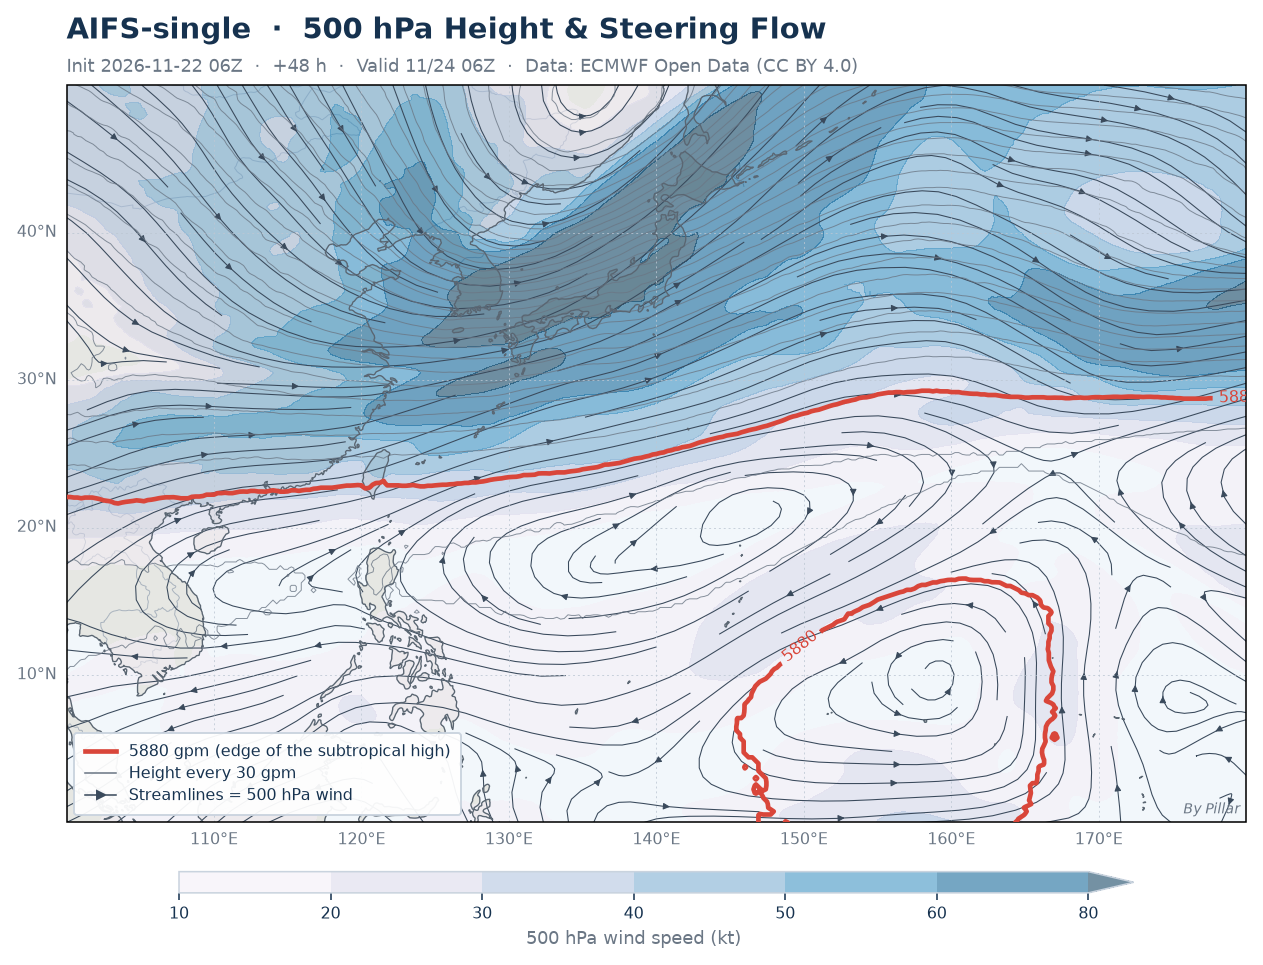 AIFS-single · 500 hPa Height & Steering Flow
Init 2026-11-22 06Z · +48 h · Valid 11/24 06Z · Data: ECMWF Open Data (CC BY 4.0)
40°N
30°N
588
20°N
5880
10°N
5880 gpm (edge of the subtropical high)
Height every 30 gpm
Streamlines = 500 hPa wind
By Pillar
110°E 120°E 130°E 140°E 150°E 160°E 170°E
10 20 30 40 50 60 80
500 hPa wind speed (kt)